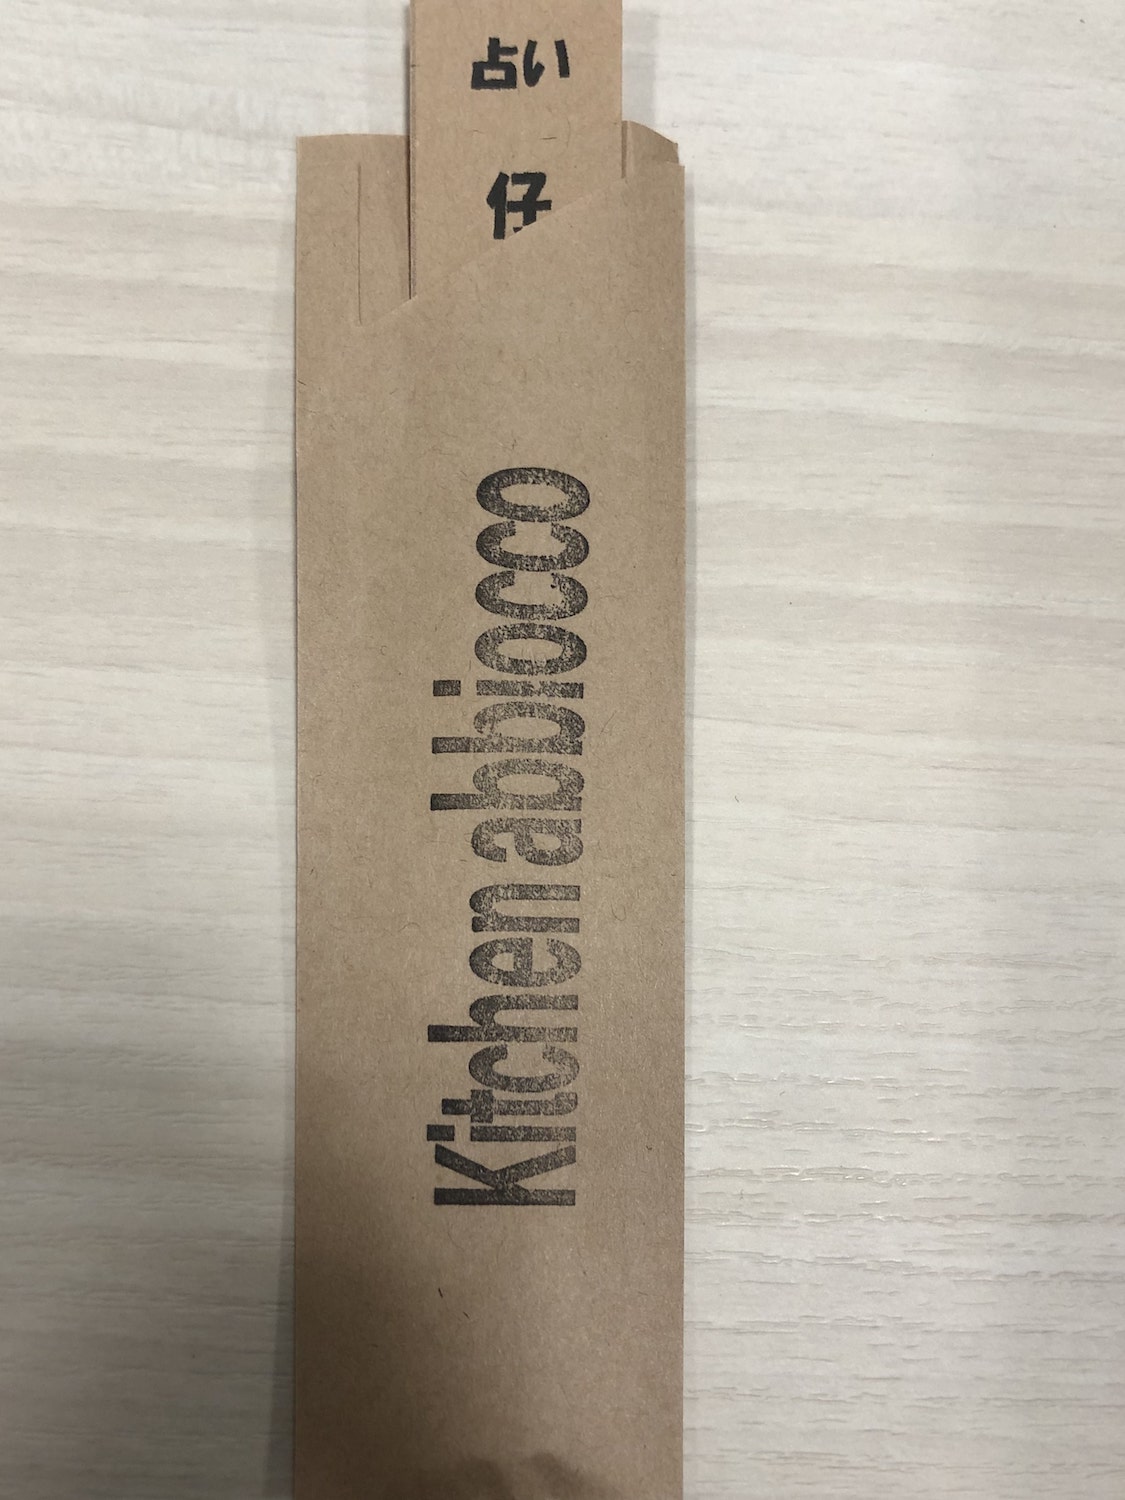 占い
仔
Kitchen abbiocco